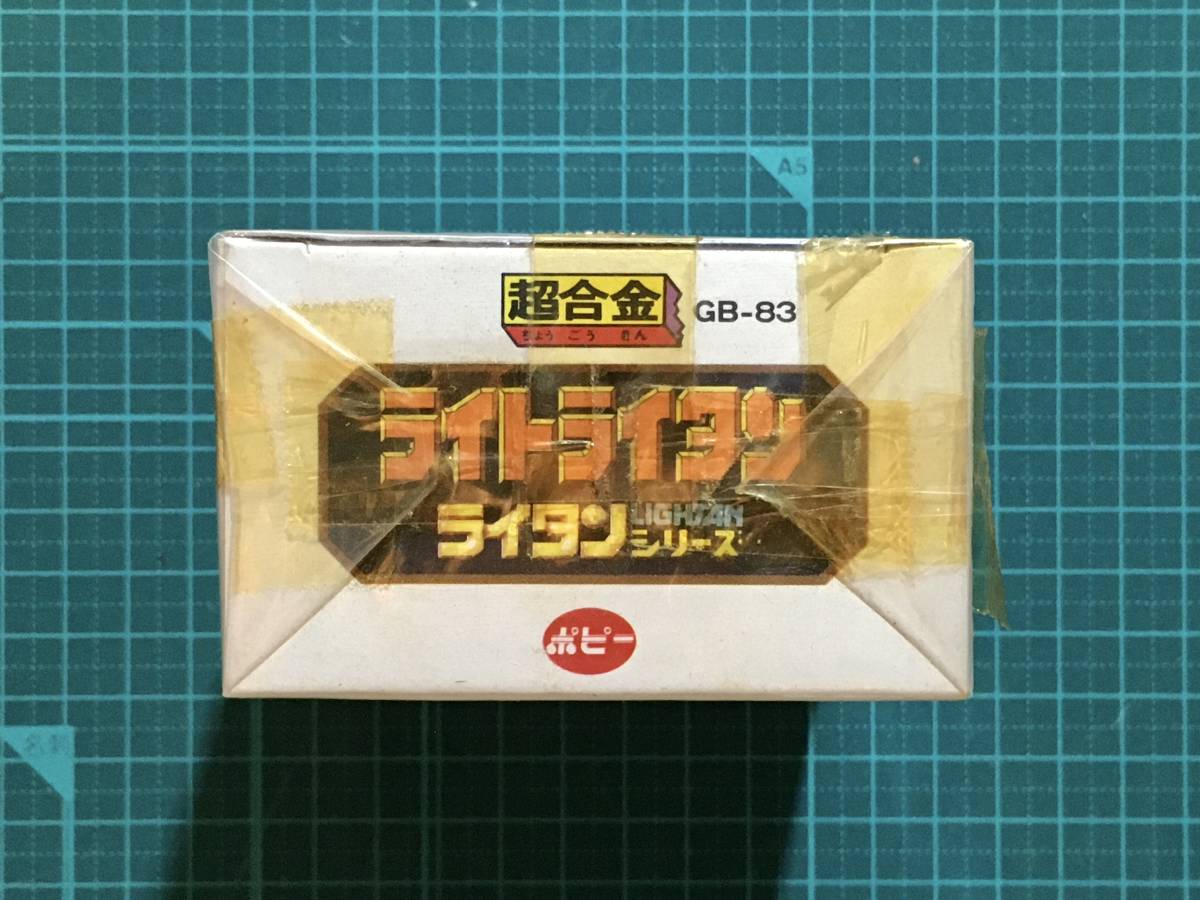 A5
超合金 GB-83
ちょう ごう きん
ライトライタン
ライタン LIGHTAN
シリーズ
ポピー